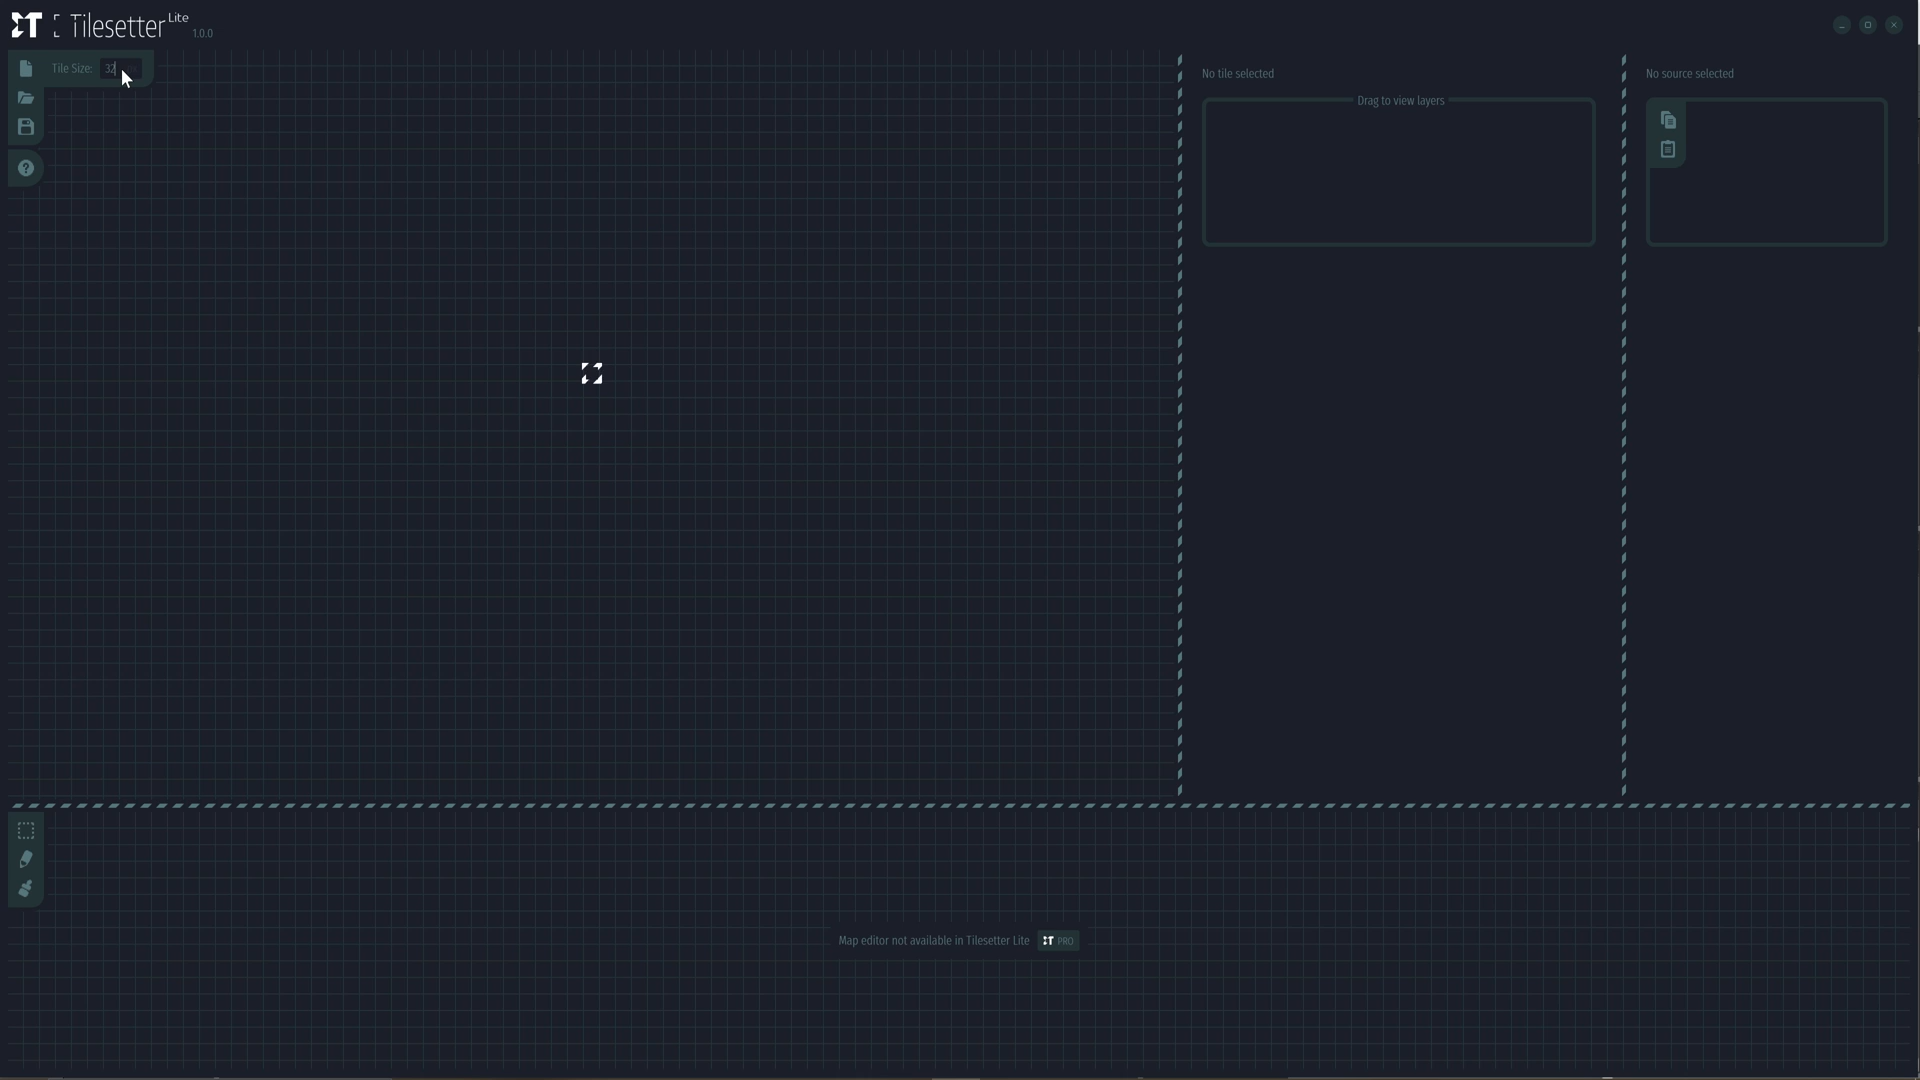 Tilesetter Lite
1.0.0
Tile Size: 32
No tile selected
No source selected
Drag to view layers
Map editor not available in Tilesetter Lite PRO